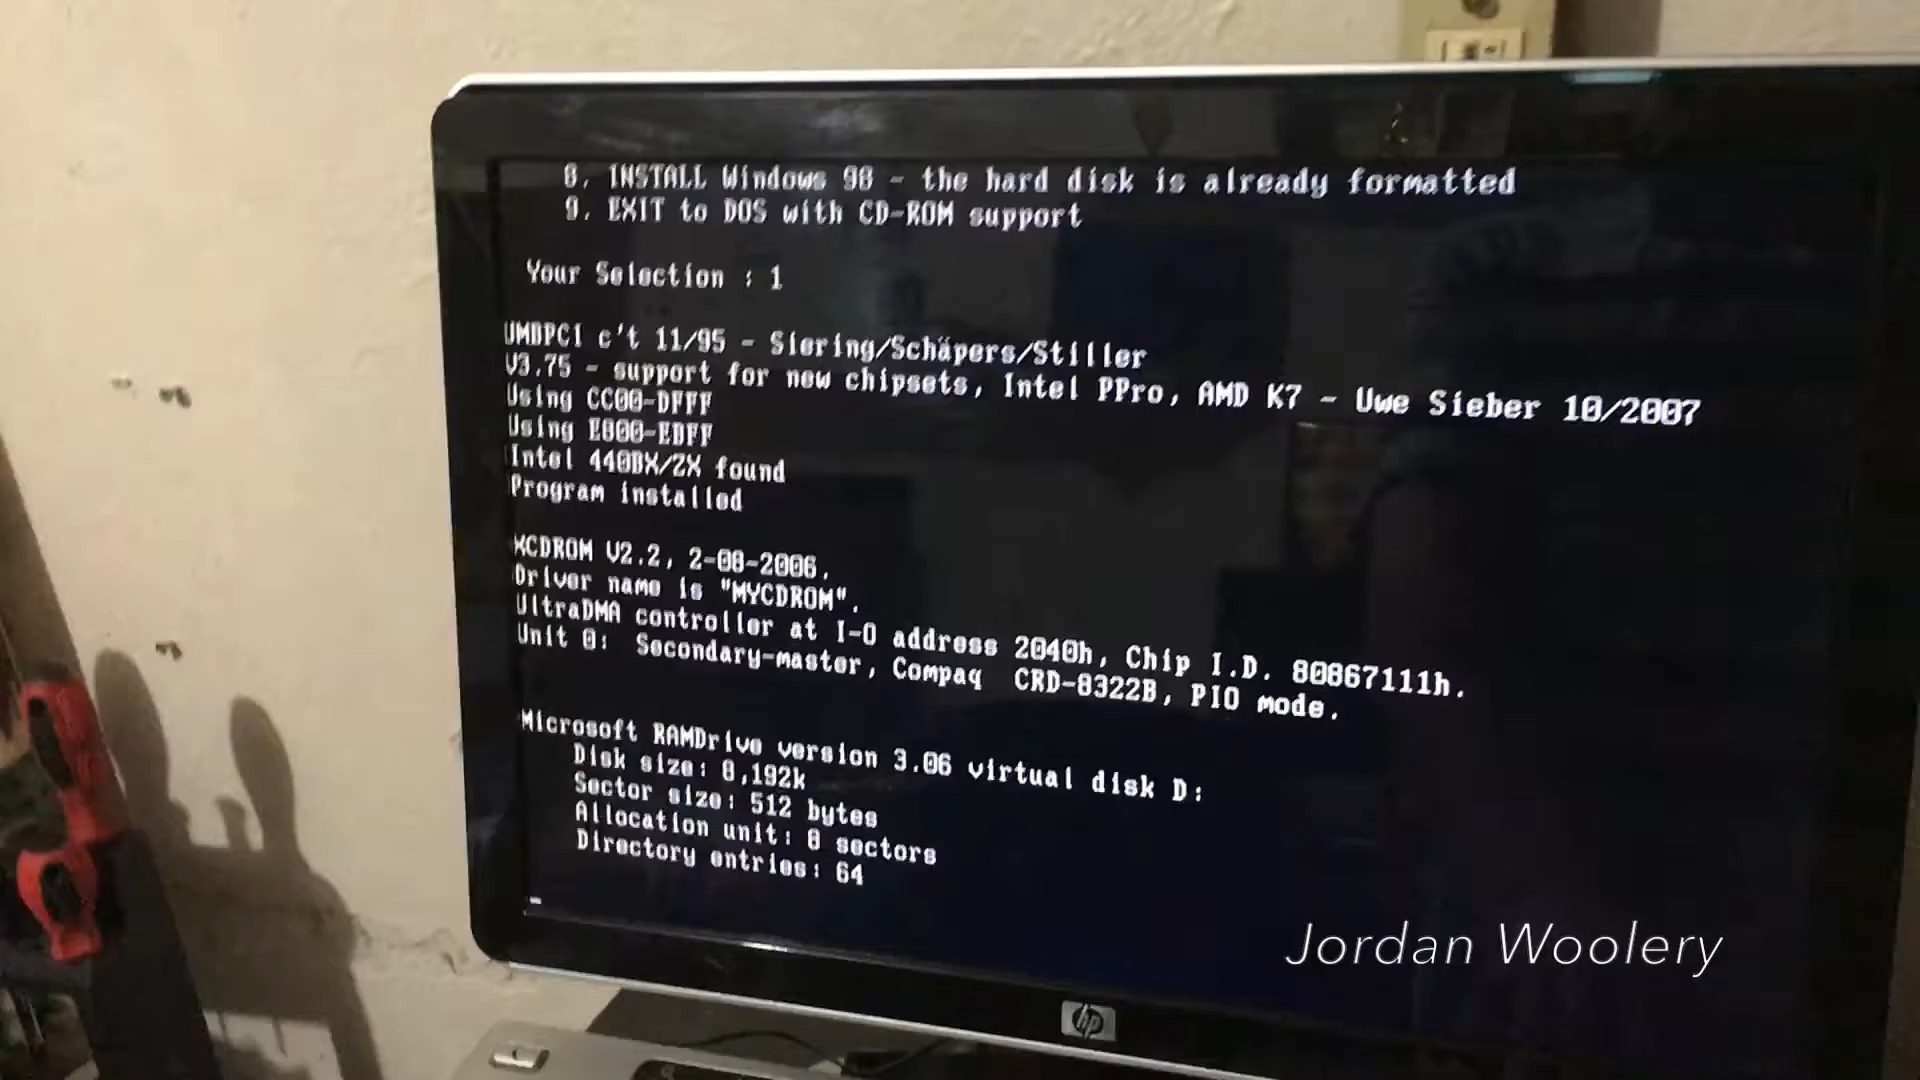 8. INSTALL Windows 98 - the hard disk is already formatted
9. EXIT to DOS with CD-ROM support
Your Selection : 1
UMBPCI c't 11/95 - Siering/Schäpers/Stiller
V3.75 - support for new chipsets, Intel PPro, AMD K7 - Uwe Sieber 10/2007
Using CC00-DFFF
Using E800-EDFF
Intel 440BX/ZX found
Program installed
XCDROM V2.2, 2-08-2006.
Driver name is "MYCDROM".
UltraDMA controller at I-O address 2040h, Chip I.D. 80867111h.
Unit 0: Secondary-master, Compaq CRD-8322B, PIO mode.
Microsoft RAMDrive version 3.06 virtual disk D:
Disk size: 8,192k
Sector size: 512 bytes
Allocation unit: 8 sectors
Directory entries: 64
Jordan Woolery
hp